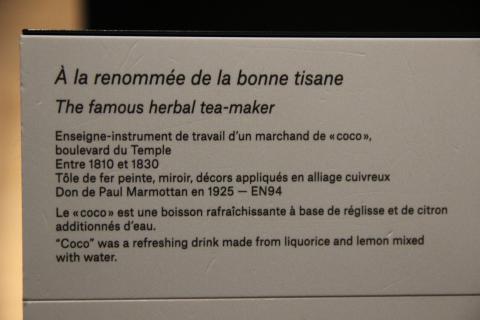 À la renommée de la bonne tisane
The famous herbal tea-maker
Enseigne-instrument de travail d'un marchand de «coco»,
boulevard du Temple
Entre 1810 et 1830
Tôle de fer peinte, miroir, décors appliqués en alliage cuivreux
Don de Paul Marmottan en 1925 — EN94
Le «coco» est une boisson rafraîchissante à base de réglisse et de citron
additionnés d'eau.
“Coco” was a refreshing drink made from liquorice and lemon mixed
with water.